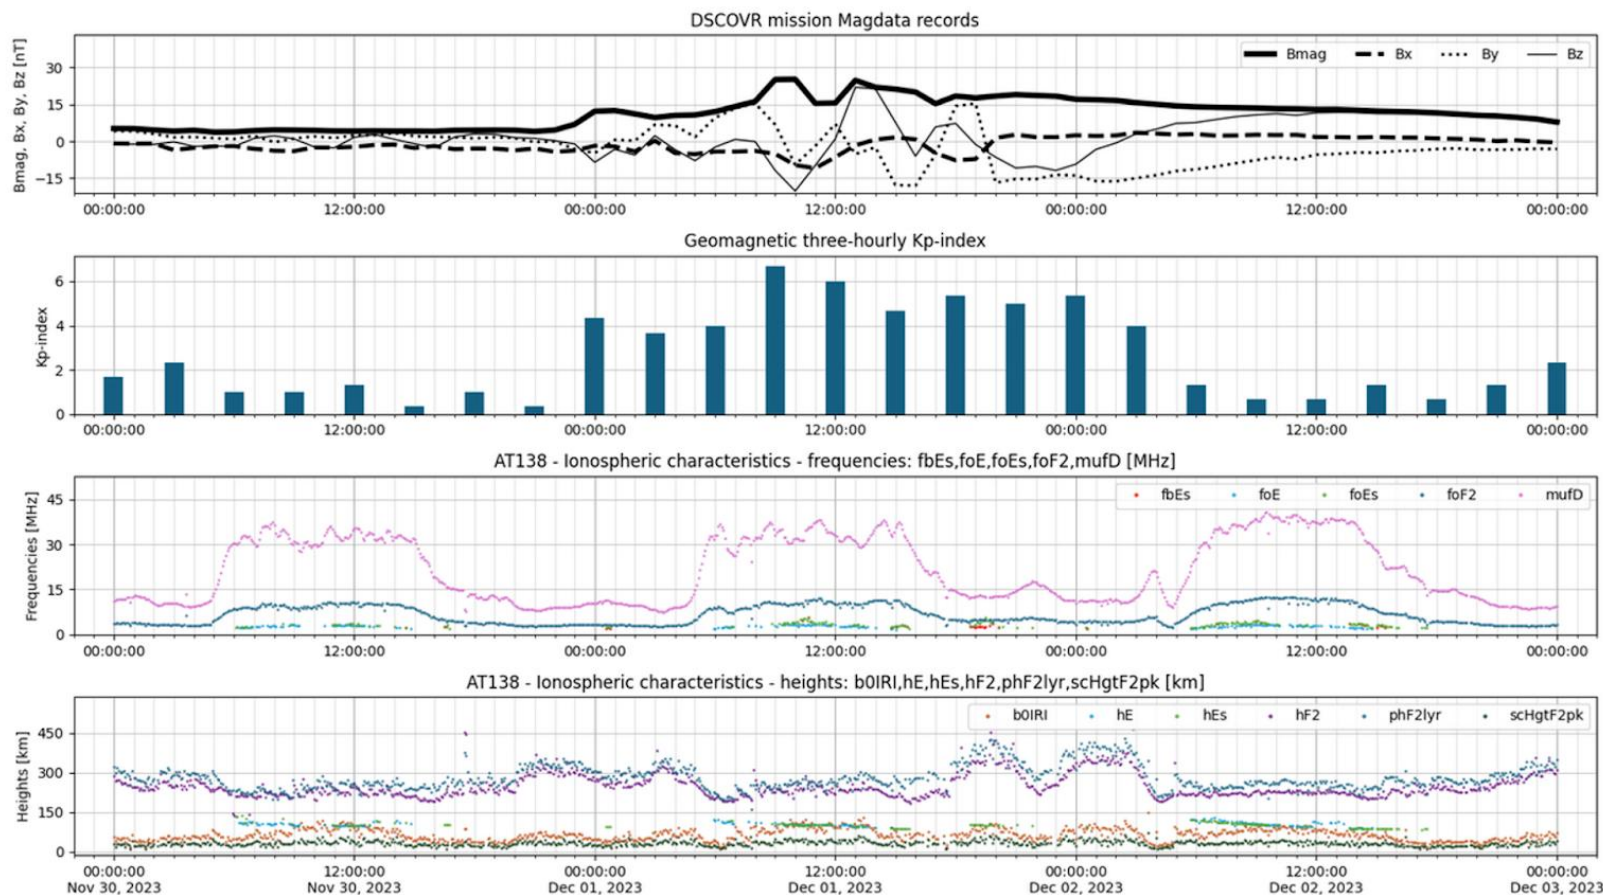 DSCOVR mission Magdata records
Bmag, Bx, By, Bz [nT]
30
15
0
−15
Bmag Bx By Bz
00:00:00 12:00:00 00:00:00 12:00:00 00:00:00 12:00:00 00:00:00
Geomagnetic three-hourly Kp-index
Kp-index
6
4
2
0
00:00:00 12:00:00 00:00:00 12:00:00 00:00:00 12:00:00 00:00:00
AT138 - Ionospheric characteristics - frequencies: fbEs,foE,foEs,foF2,mufD [MHz]
Frequencies [MHz]
45
30
15
0
fbEs foE foEs foF2 mufD
00:00:00 12:00:00 00:00:00 12:00:00 00:00:00 12:00:00 00:00:00
AT138 - Ionospheric characteristics - heights: b0IRI,hE,hEs,hF2,phF2lyr,scHgtF2pk [km]
Heights [km]
450
300
150
0
b0IRI hE hEs hF2 phF2lyr scHgtF2pk
00:00:00 12:00:00 00:00:00 12:00:00 00:00:00 12:00:00 00:00:00
Nov 30, 2023 Nov 30, 2023 Dec 01, 2023 Dec 01, 2023 Dec 02, 2023 Dec 02, 2023 Dec 03, 2023